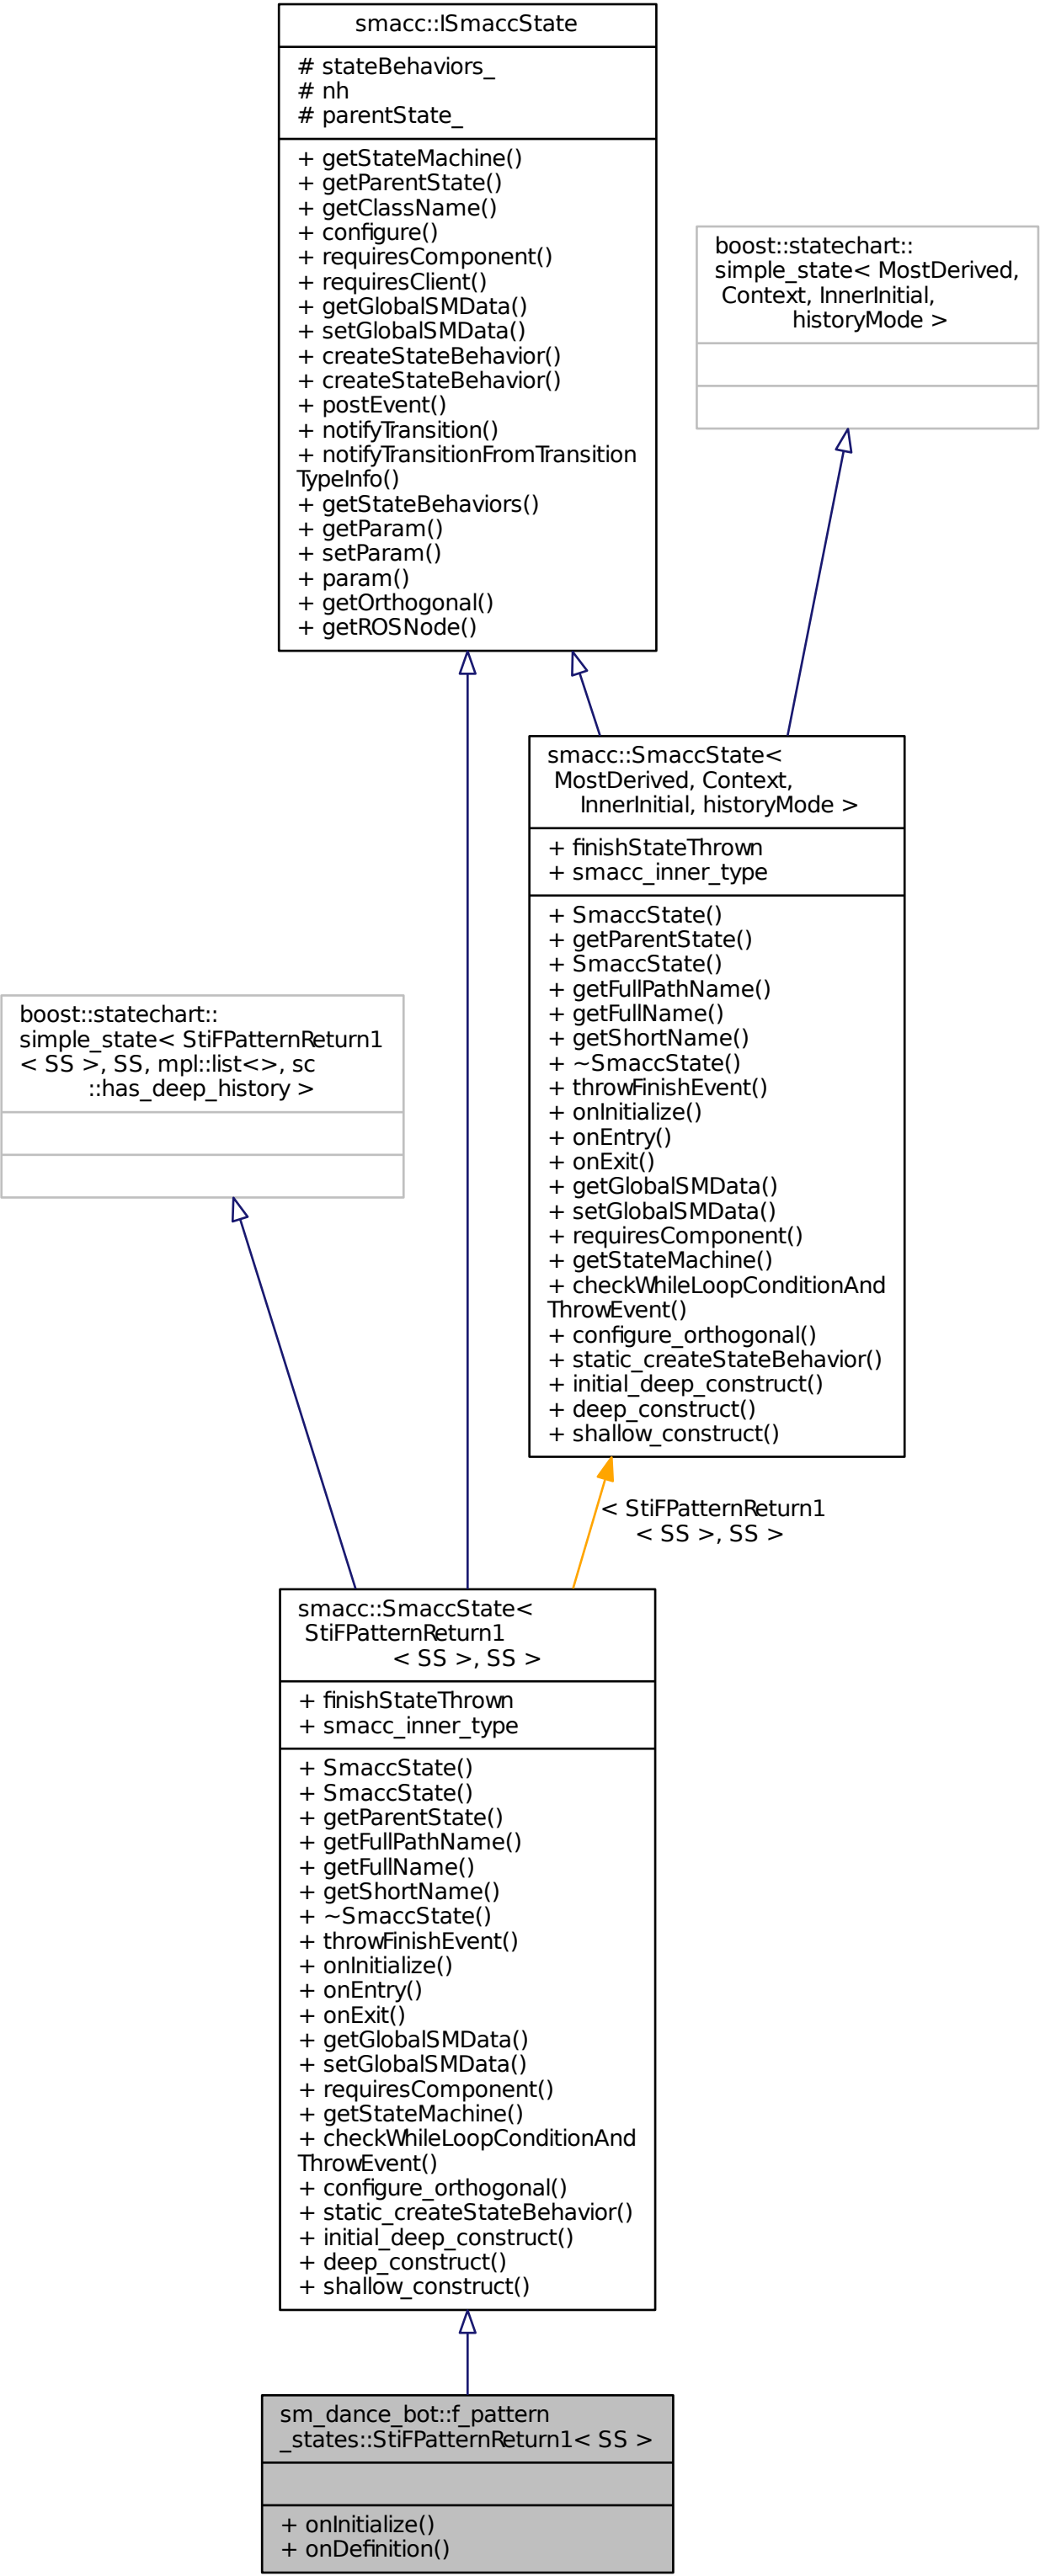 smacc::ISmaccState
# stateBehaviors_
# nh
# parentState_
+ getStateMachine()
+ getParentState()
+ getClassName()
+ configure()
+ requiresComponent()
+ requiresClient()
+ getGlobalSMData()
+ setGlobalSMData()
+ createStateBehavior()
+ createStateBehavior()
+ postEvent()
+ notifyTransition()
+ notifyTransitionFromTransition
TypeInfo()
+ getStateBehaviors()
+ getParam()
+ setParam()
+ param()
+ getOrthogonal()
+ getROSNode()
boost::statechart::
simple_state< MostDerived,
Context, InnerInitial,
historyMode >
smacc::SmaccState<
MostDerived, Context,
InnerInitial, historyMode >
+ finishStateThrown
+ smacc_inner_type
+ SmaccState()
+ getParentState()
+ SmaccState()
+ getFullPathName()
+ getFullName()
+ getShortName()
+ ~SmaccState()
+ throwFinishEvent()
+ onInitialize()
+ onEntry()
+ onExit()
+ getGlobalSMData()
+ setGlobalSMData()
+ requiresComponent()
+ getStateMachine()
+ checkWhileLoopConditionAnd
ThrowEvent()
+ configure_orthogonal()
+ static_createStateBehavior()
+ initial_deep_construct()
+ deep_construct()
+ shallow_construct()
boost::statechart::
simple_state< StiFPatternReturn1
< SS >, SS, mpl::list<>, sc
::has_deep_history >
< StiFPatternReturn1
< SS >, SS >
smacc::SmaccState<
StiFPatternReturn1
< SS >, SS >
+ finishStateThrown
+ smacc_inner_type
+ SmaccState()
+ SmaccState()
+ getParentState()
+ getFullPathName()
+ getFullName()
+ getShortName()
+ ~SmaccState()
+ throwFinishEvent()
+ onInitialize()
+ onEntry()
+ onExit()
+ getGlobalSMData()
+ setGlobalSMData()
+ requiresComponent()
+ getStateMachine()
+ checkWhileLoopConditionAnd
ThrowEvent()
+ configure_orthogonal()
+ static_createStateBehavior()
+ initial_deep_construct()
+ deep_construct()
+ shallow_construct()
sm_dance_bot::f_pattern
_states::StiFPatternReturn1< SS >
+ onInitialize()
+ onDefinition()